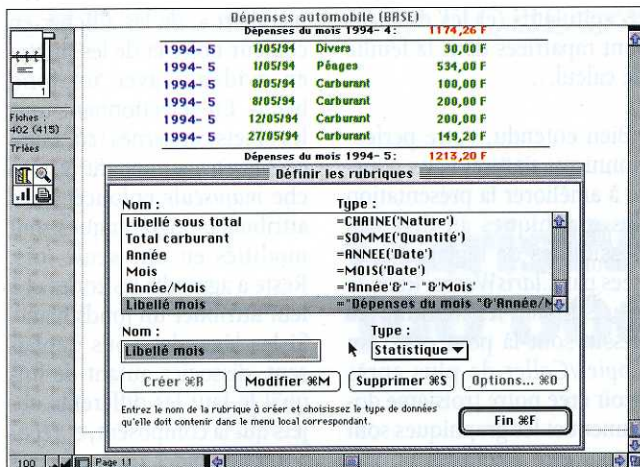 Dépenses automobile (BASE)
Dépenses du mois 1994- 4: 1174,26 F
1994- 5 1/05/94 Divers 30,00 F
1994- 5 1/05/94 Péages 534,00 F
1994- 5 8/05/94 Carburant 100,00 F
1994- 5 8/05/94 Carburant 200,00 F
1994- 5 12/05/94 Carburant 200,00 F
1994- 5 27/05/94 Carburant 149,20 F
Dépenses du mois 1994- 5: 1213,20 F
1
Fiches :
402 (415)
Triées
Définir les rubriques
Nom : Type :
Libellé sous total =CHAINE('Nature')
Total carburant =SOMME('Quantité')
Année =ANNEE('Date')
Mois =MOIS('Date')
Année/Mois ='Année'&"- "&'Mois'
Libellé mois ="Dépenses du mois "&'Année/M
Nom : Type :
Libellé mois Statistique
Créer ⌘R Modifier ⌘M Supprimer ⌘S Options... ⌘O
Entrez le nom de la rubrique à créer et choisissez le type de données
qu'elle doit contenir dans le menu local correspondant.
Fin ⌘F
100 Page 1.1